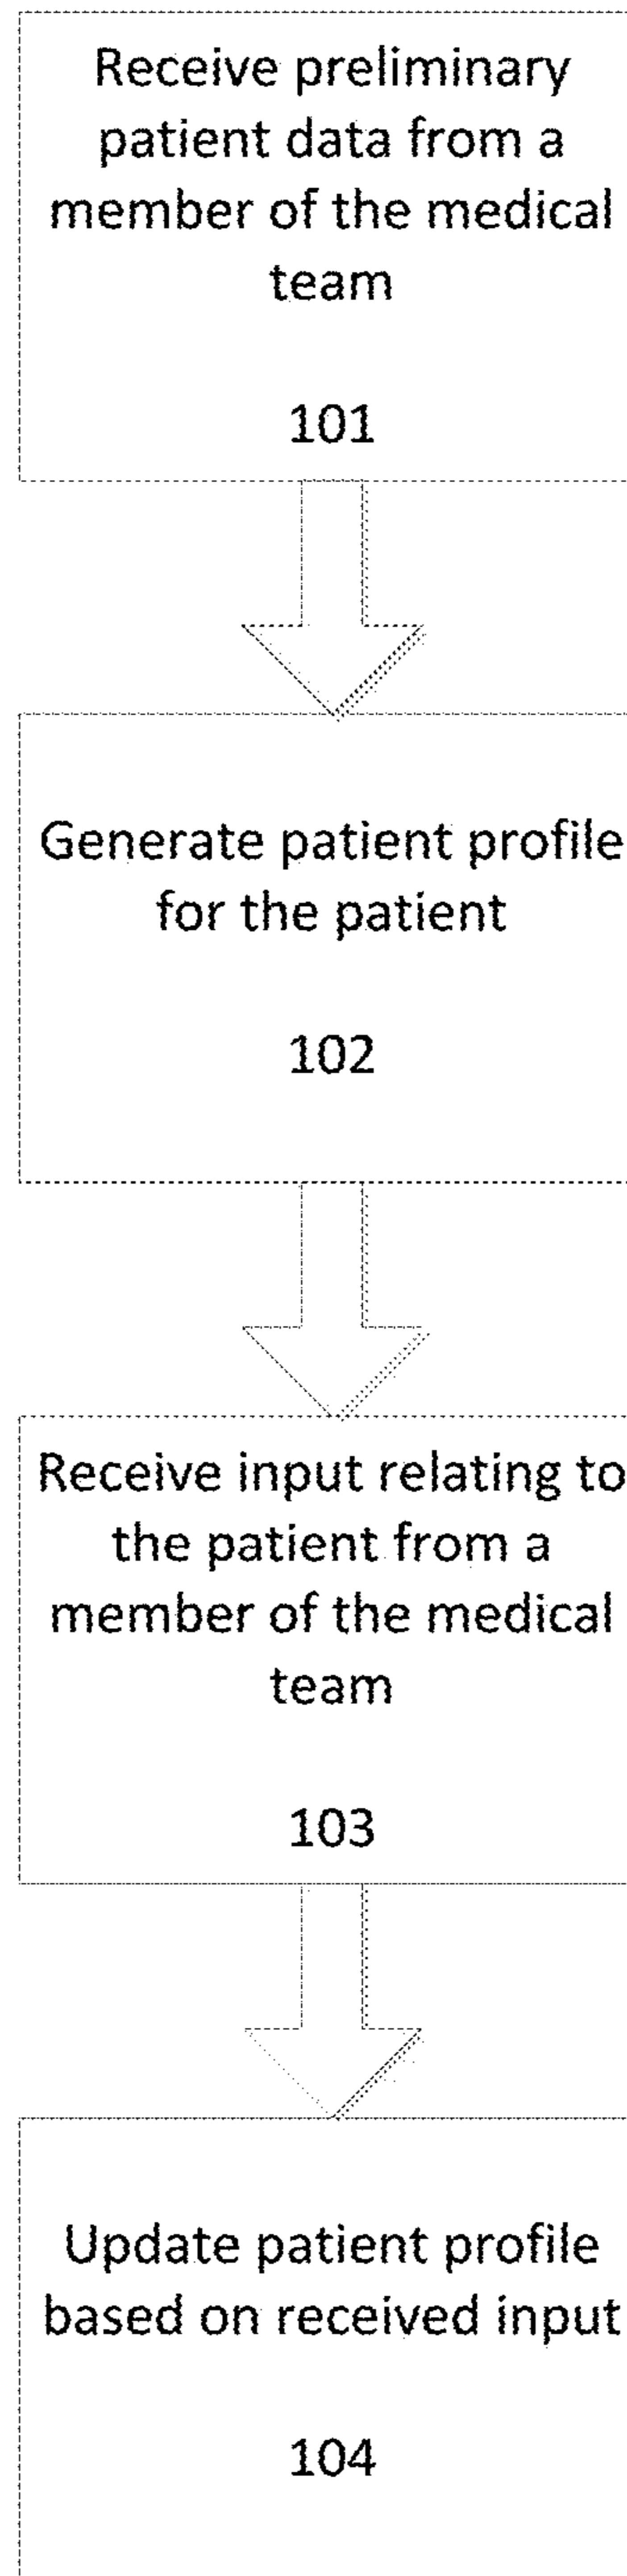 Receive preliminary
patient data from a
member of the medical
team
101
Generate patient profile
for the patient
102
Receive input relating to
the patient from a
member of the medical
team
103
Update patient profile
based on received input
104